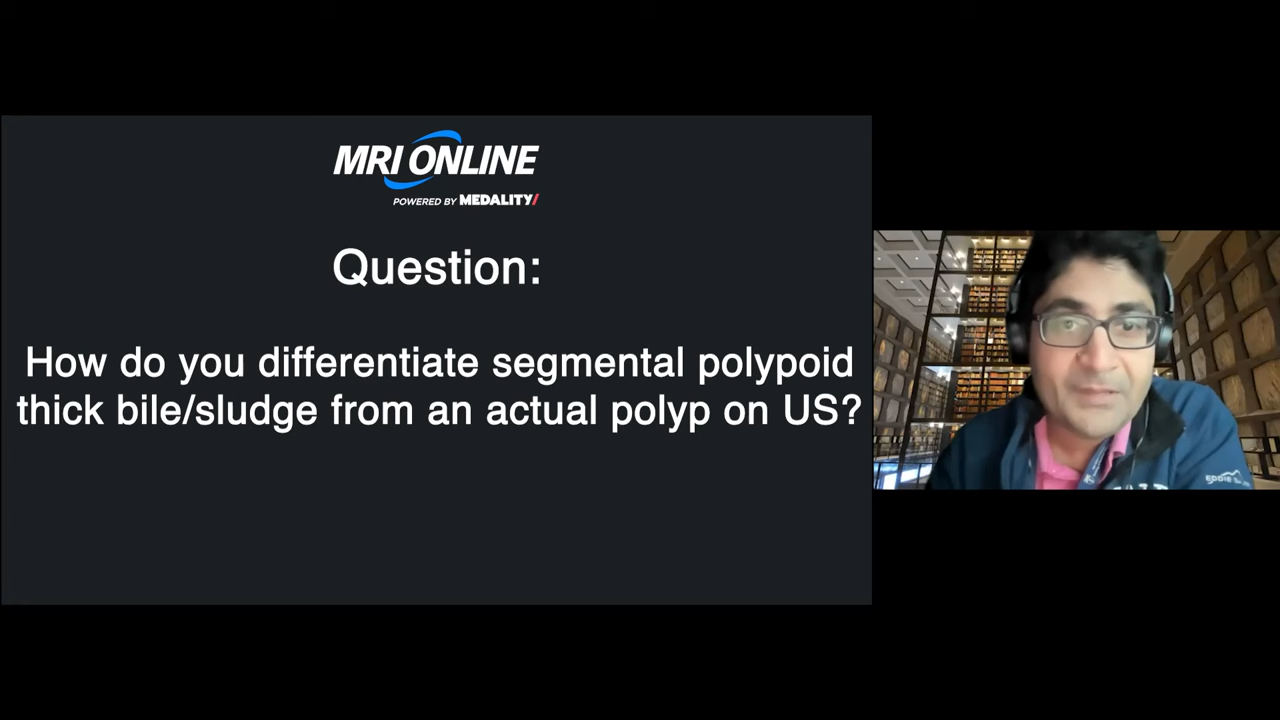 MRI ONLINE
POWERED BY MEDALITY/
Question:
How do you differentiate segmental polypoid
thick bile/sludge from an actual polyp on US?
EDDIE